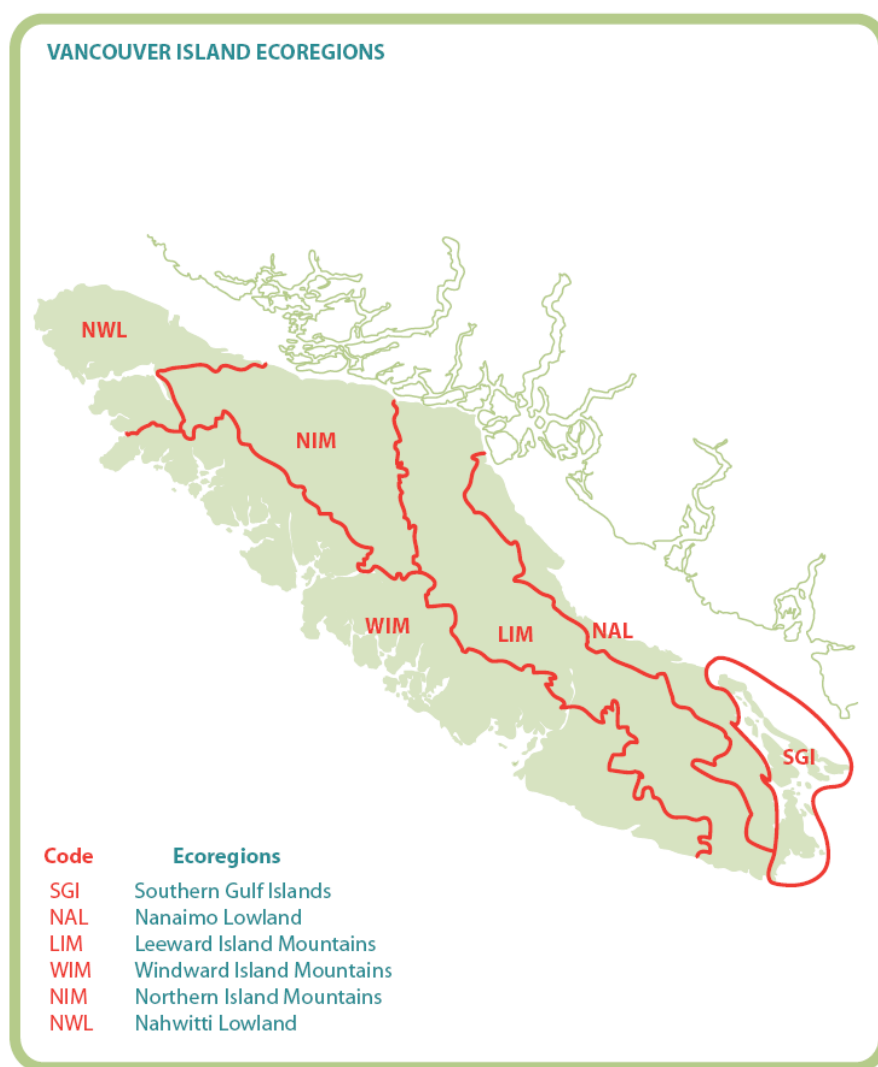 VANCOUVER ISLAND ECOREGIONS
NWL
NIM
WIM
LIM
NAL
SGI
Code Ecoregions
SGI Southern Gulf Islands
NAL Nanaimo Lowland
LIM Leeward Island Mountains
WIM Windward Island Mountains
NIM Northern Island Mountains
NWL Nahwitti Lowland